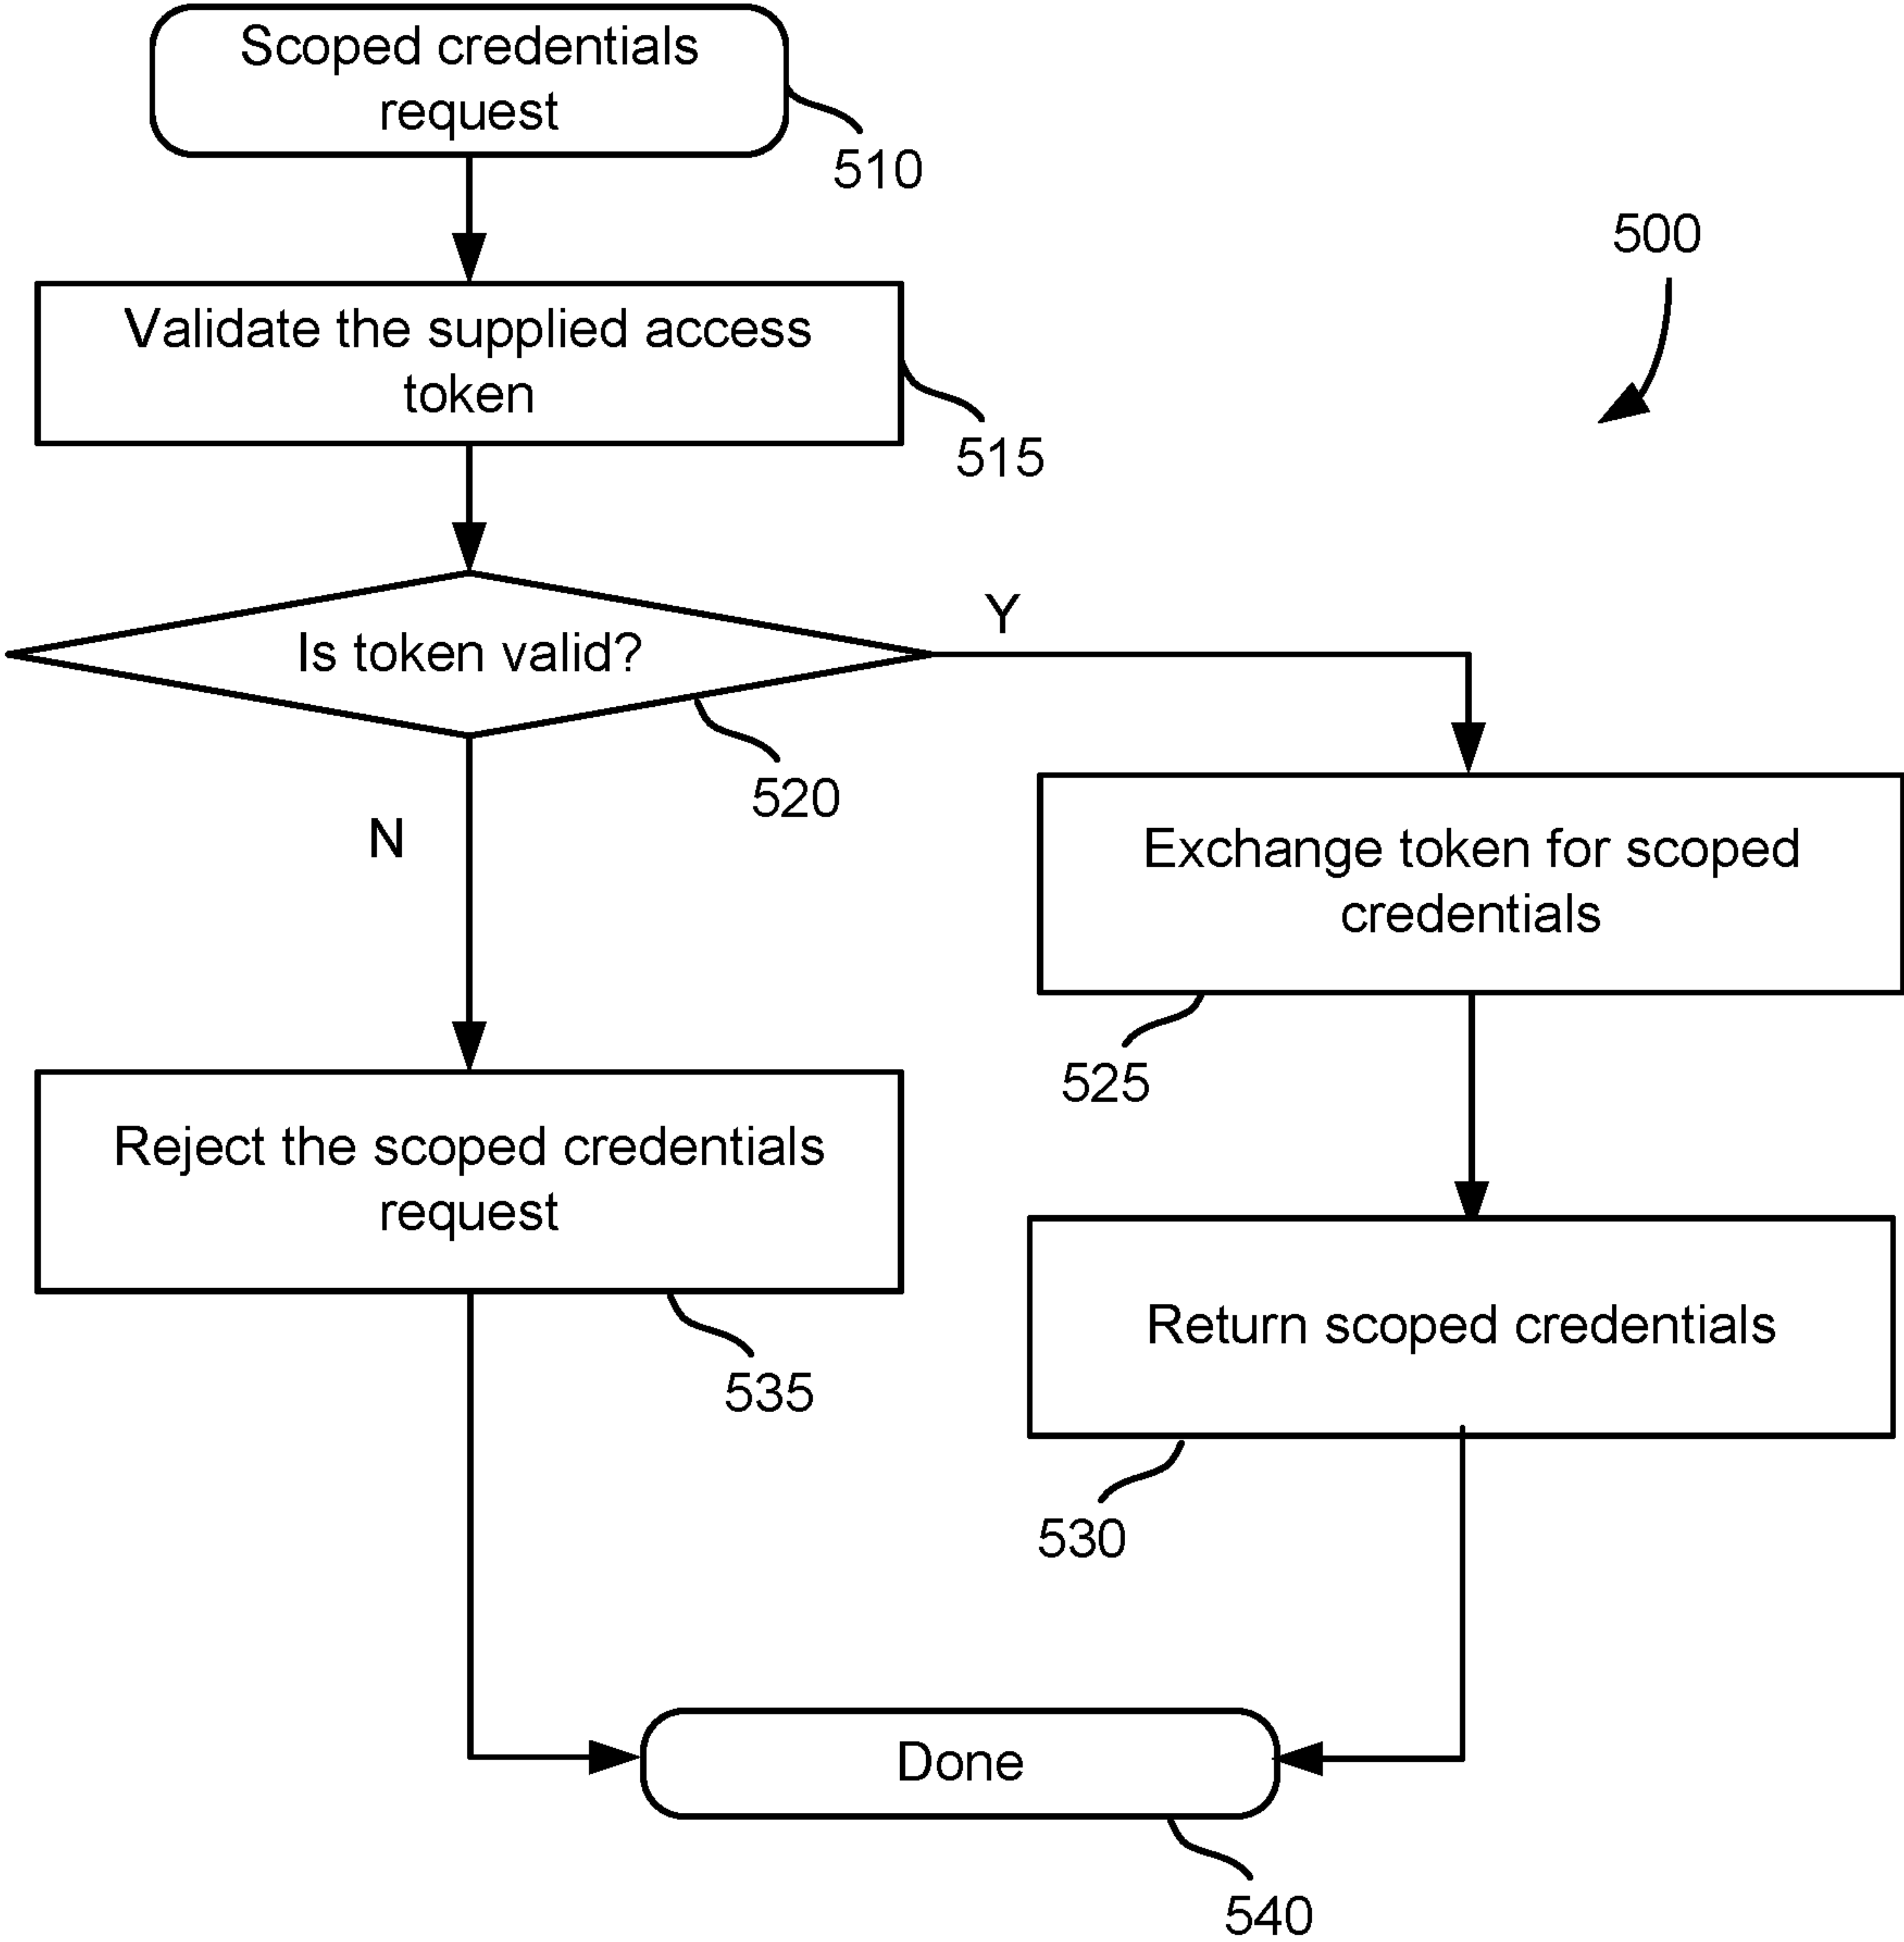 Scoped credentials
request
510
500
Validate the supplied access
token
515
Is token valid?
Y
520
N
Exchange token for scoped
credentials
525
Reject the scoped credentials
request
535
Return scoped credentials
530
Done
540